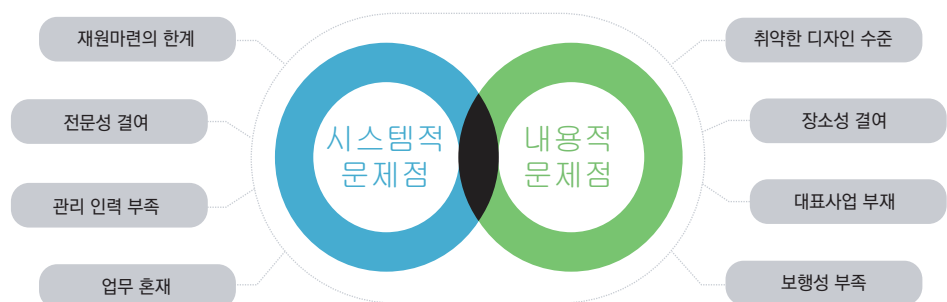 재원마련의 한계
전문성 결여
관리 인력 부족
업무 혼재
시스템적
문제점
내용적
문제점
취약한 디자인 수준
장소성 결여
대표사업 부재
보행성 부족